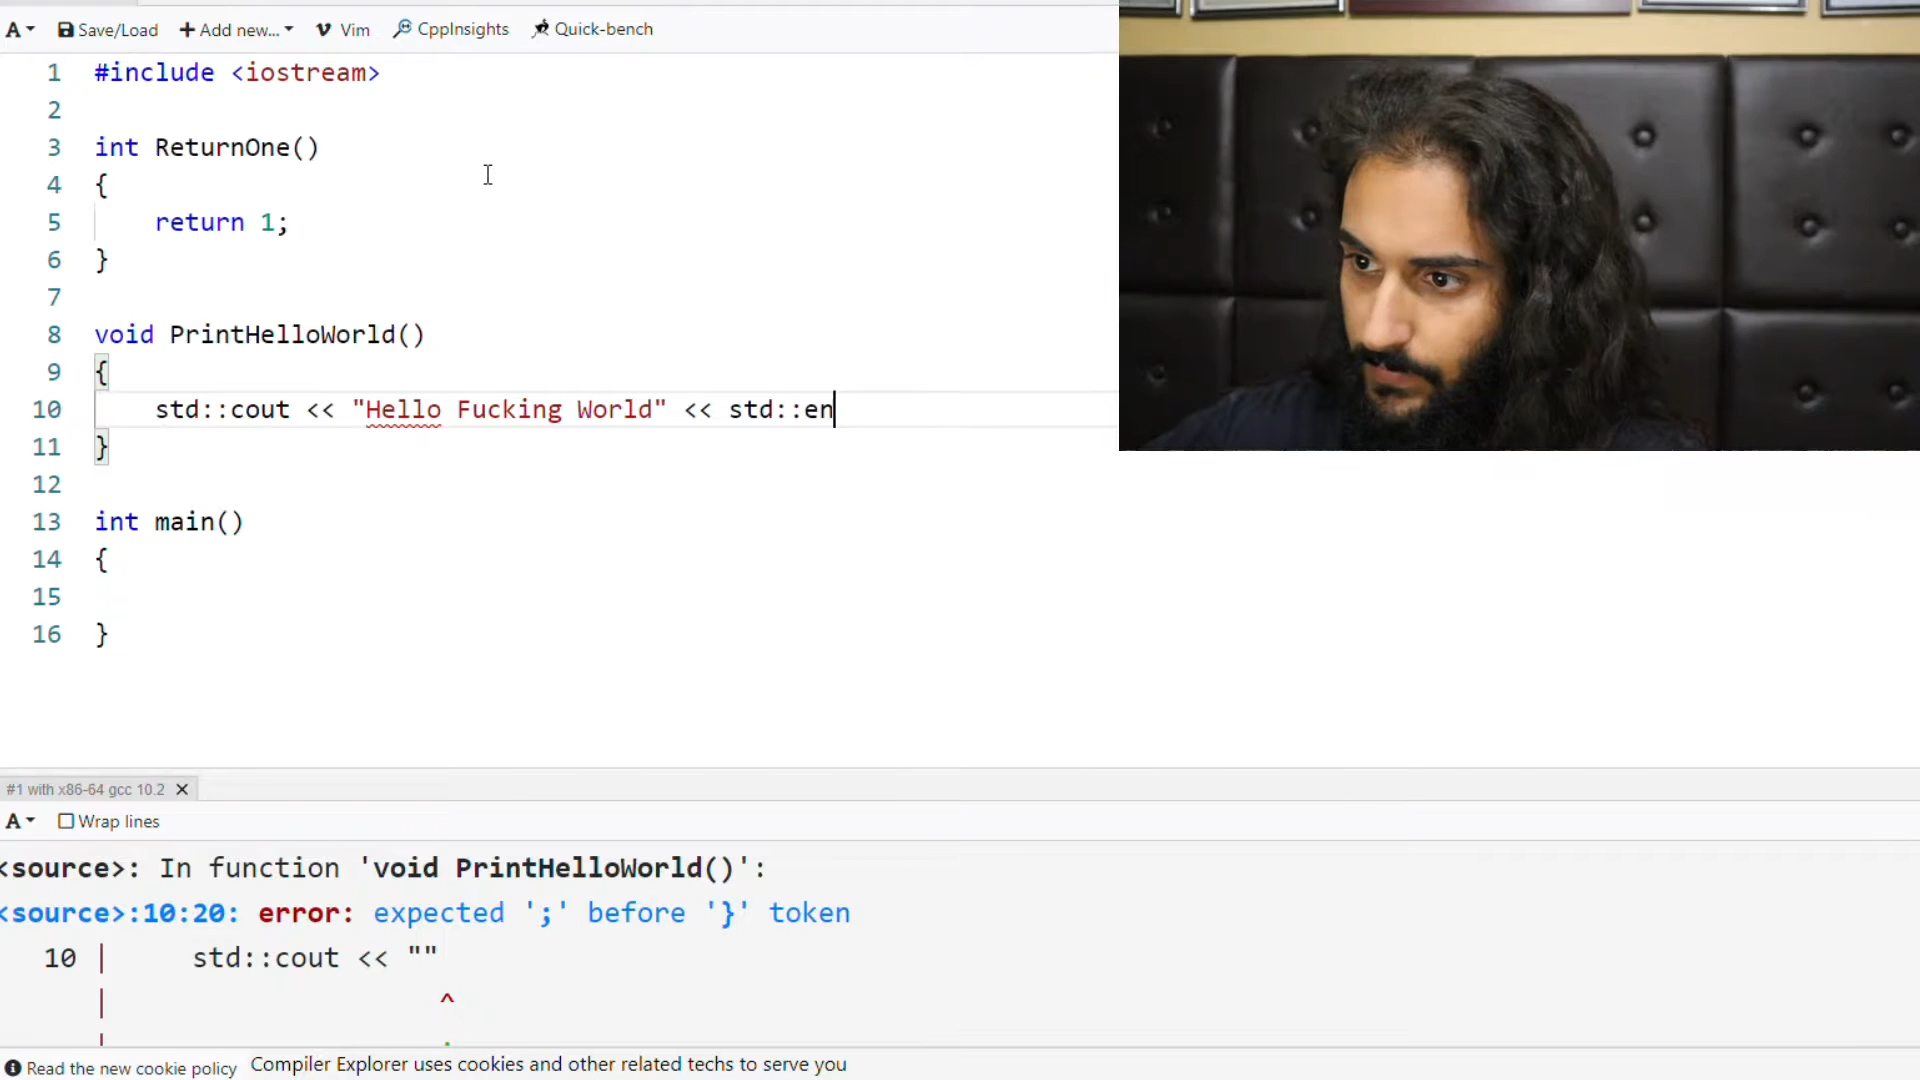 A Save/Load + Add new... Vim CppInsights Quick-bench
1 #include <iostream>
2
3 int ReturnOne()
4 {
5 return 1;
6 }
7
8 void PrintHelloWorld()
9 {
10 std::cout << "Hello Fucking World" << std::en
11 }
12
13 int main()
14 {
15
16 }
#1 with x86-64 gcc 10.2 ✕
A Wrap lines
<source>: In function 'void PrintHelloWorld()':
<source>:10:20: error: expected ';' before '}' token
10 | std::cout << ""
| ^
|
Read the new cookie policy Compiler Explorer uses cookies and other related techs to serve you